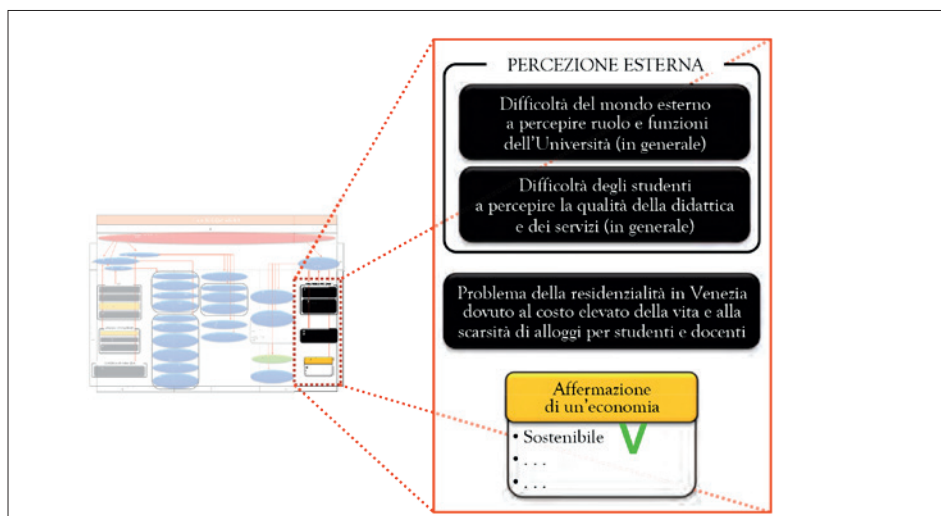 PERCEZIONE ESTERNA
Difficoltà del mondo esterno
a percepire ruolo e funzioni
dell'Università (in generale)
Difficoltà degli studenti
a percepire la qualità della didattica
e dei servizi (in generale)
Problema della residenzialità in Venezia
dovuto al costo elevato della vita e alla
scarsità di alloggi per studenti e docenti
Affermazione
di un'economia
• Sostenibile
V
• . . .
• . . .